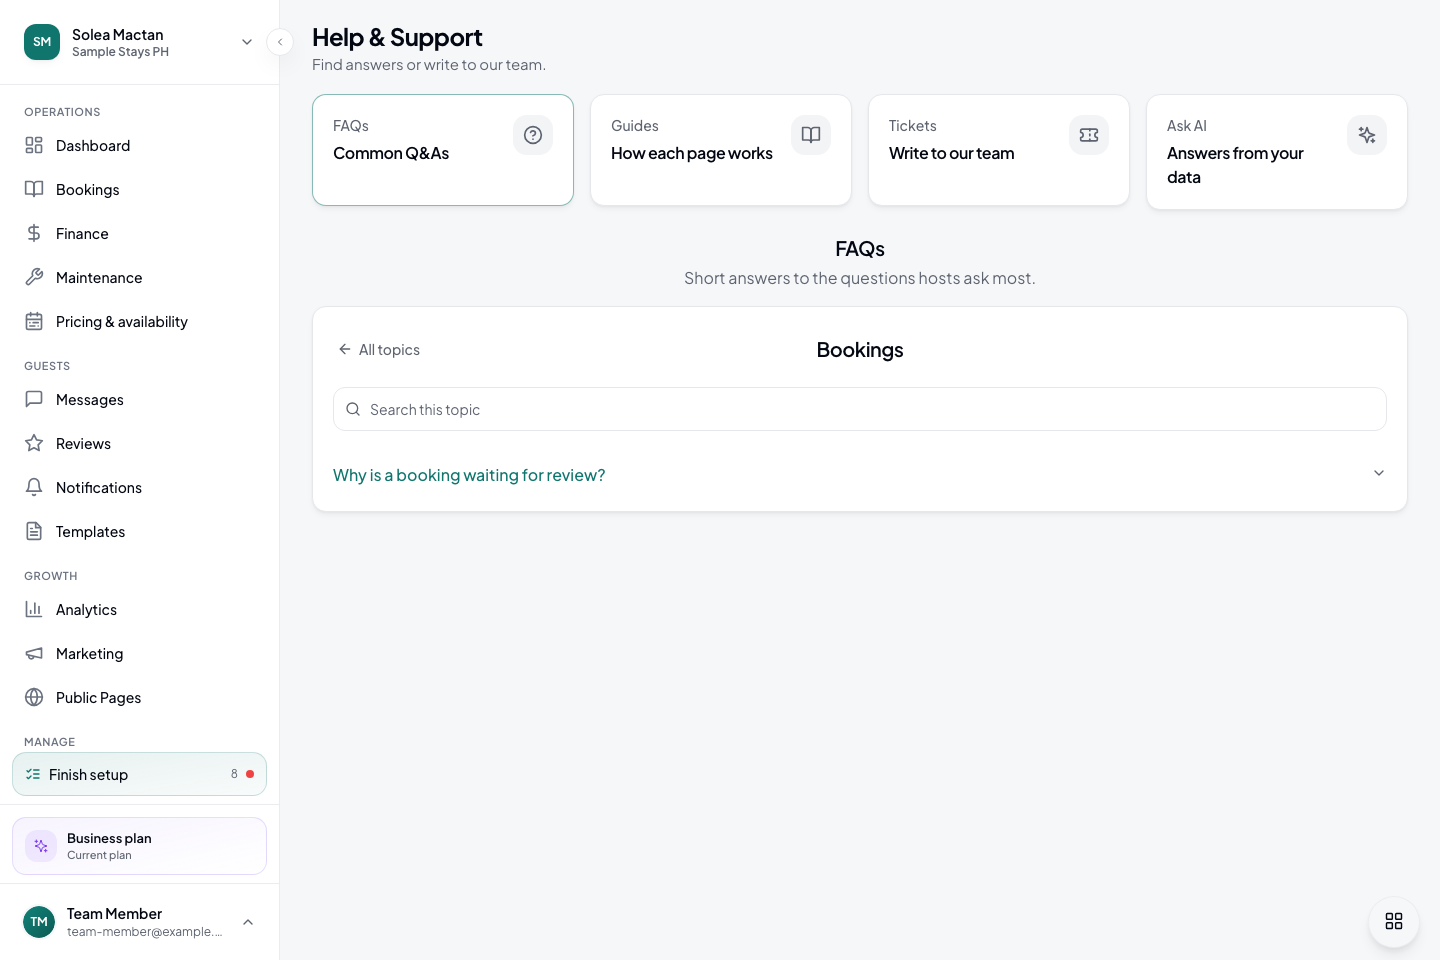 SM
Solea Mactan
Sample Stays PH
OPERATIONS
Dashboard
Bookings
Finance
Maintenance
Pricing & availability
GUESTS
Messages
Reviews
Notifications
Templates
GROWTH
Analytics
Marketing
Public Pages
MANAGE
Finish setup 8
Business plan
Current plan
TM
Team Member
team-member@example....
Help & Support
Find answers or write to our team.
FAQs
Common Q&As
Guides
How each page works
Tickets
Write to our team
Ask AI
Answers from your
data
FAQs
Short answers to the questions hosts ask most.
All topics
Bookings
Search this topic
Why is a booking waiting for review?